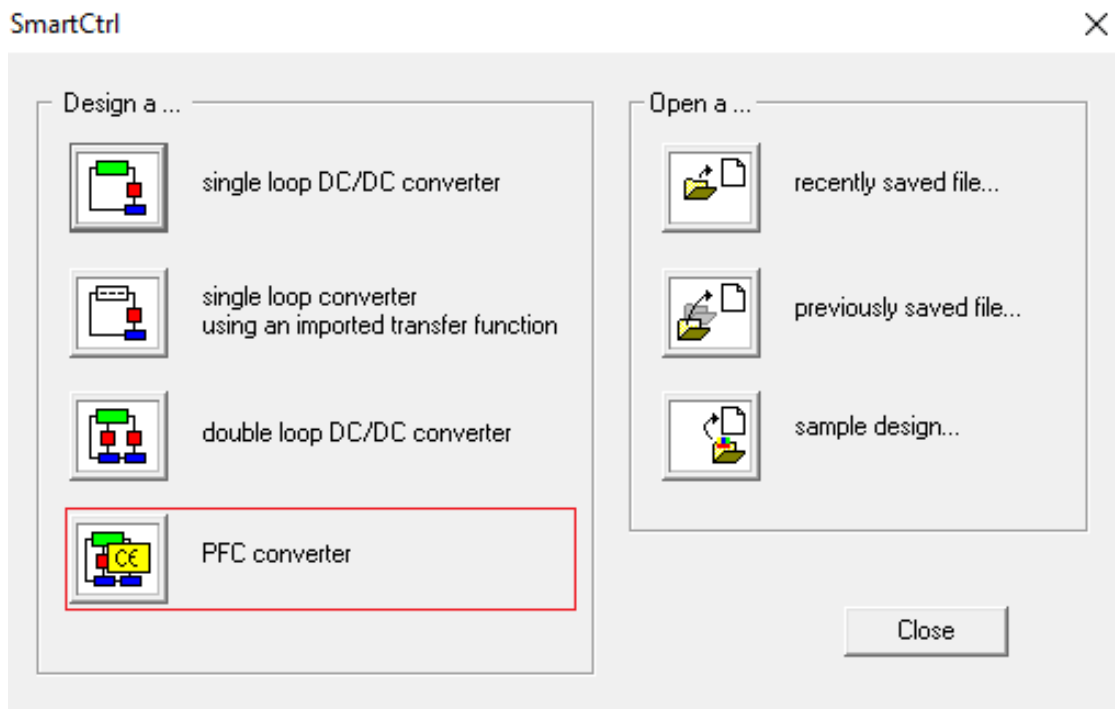 SmartCtrl
Design a ...
single loop DC/DC converter
single loop converter
using an imported transfer function
double loop DC/DC converter
C€
PFC converter
Open a ...
recently saved file...
previously saved file...
sample design...
Close